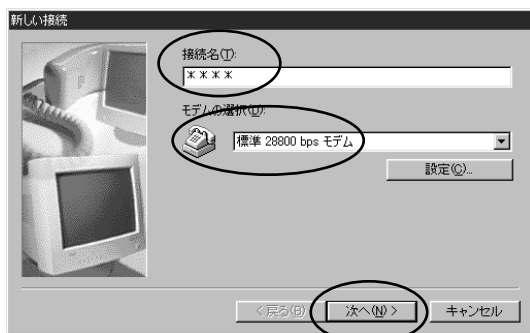 新しい接続
接続名(T):
****
モデムの選択(U):
標準 28800 bps モデム
設定(C)...
< 戻る(B)
次へ(N) >
キャンセル